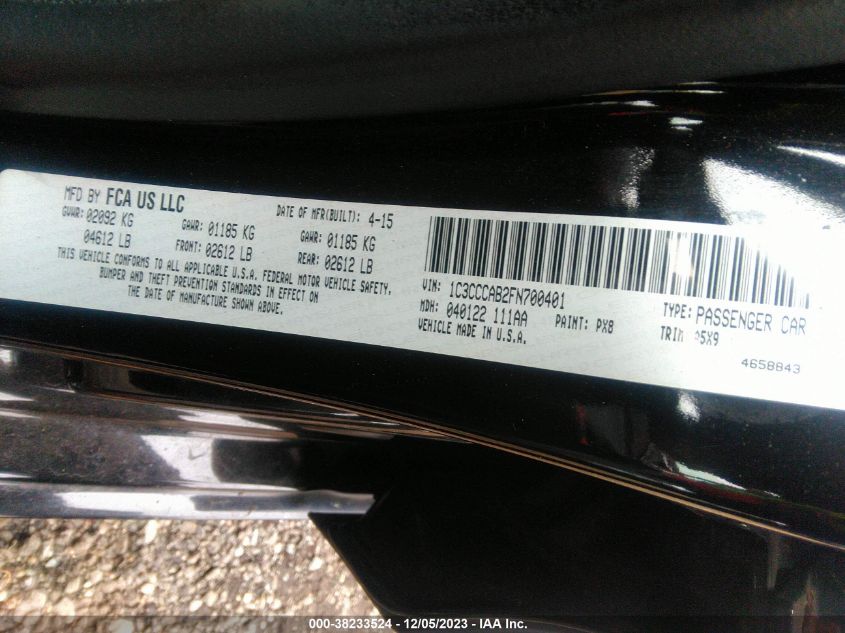 MFD BY FCA US LLC
DATE OF MFR(BUILT): 4-15
GVWR: 02092 KG GAWR: 01185 KG GAWR: 01185 KG
04612 LB FRONT: 02612 LB REAR: 02612 LB
THIS VEHICLE CONFORMS TO ALL APPLICABLE U.S.A. FEDERAL MOTOR VEHICLE SAFETY,
BUMPER AND THEFT PREVENTION STANDARDS IN EFFECT ON
THE DATE OF MANUFACTURE SHOWN ABOVE.
VIN: 1C3CCCAB2FN700401
TYPE: PASSENGER CAR
MDH: 040122 111AA PAINT: PX8 TRIM
VEHICLE MADE IN U.S.A.
4658843
000-38233524 - 12/05/2023 - IAA Inc.